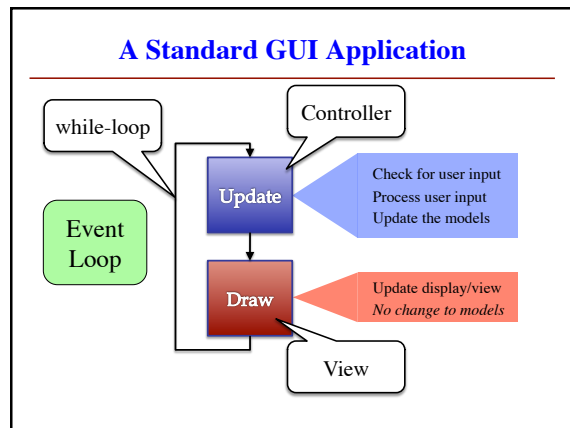 A Standard GUI Application
while-loop
Controller
Update
Check for user input
Process user input
Update the models
Event
Loop
Draw
Update display/view
No change to models
View